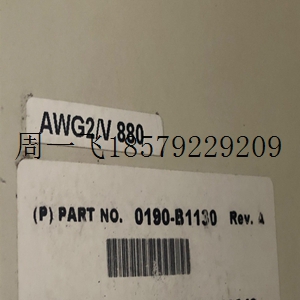 AWG2/V 880
周一飞18579229209
(P) PART NO. 0190-B1130 Rev. A